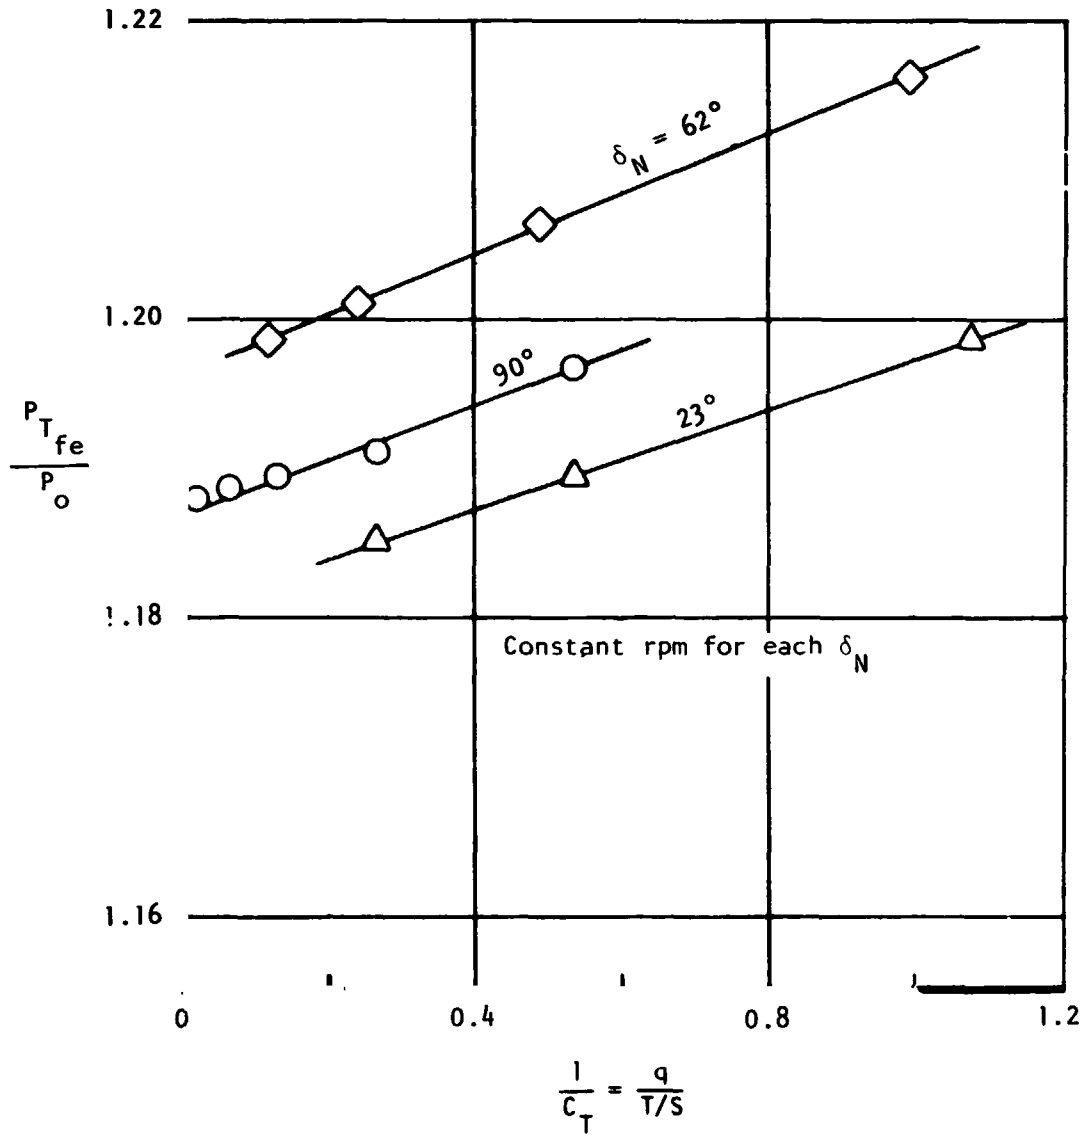 1.22
δN = 62°
1.20
90°
23°
PTfe
Po
!.18
Constant rpm for each δN
1.16
0 0.4 0.8 1.2
1 = q
CT T/S